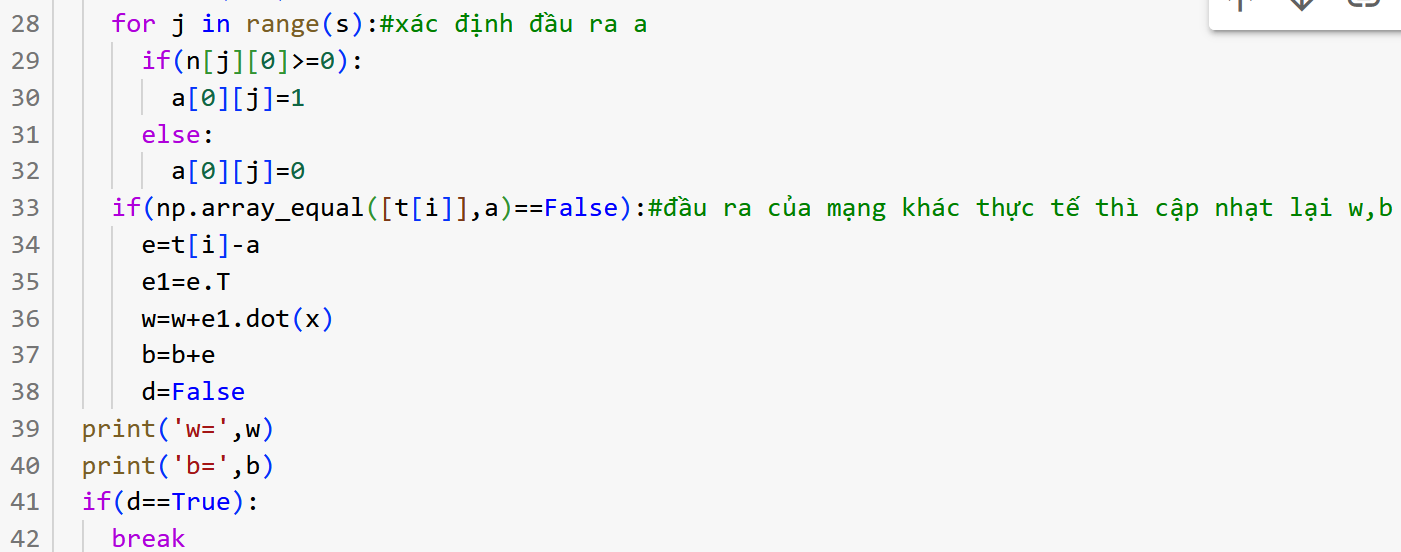 28 for j in range(s):#xác định đầu ra a
29 if(n[j][0]>=0):
30 a[0][j]=1
31 else:
32 a[0][j]=0
33 if(np.array_equal([t[i]],a)==False):#đầu ra của mạng khác thực tế thì cập nhạt lại w,b
34 e=t[i]-a
35 e1=e.T
36 w=w+e1.dot(x)
37 b=b+e
38 d=False
39 print('w=',w)
40 print('b=',b)
41 if(d==True):
42 break